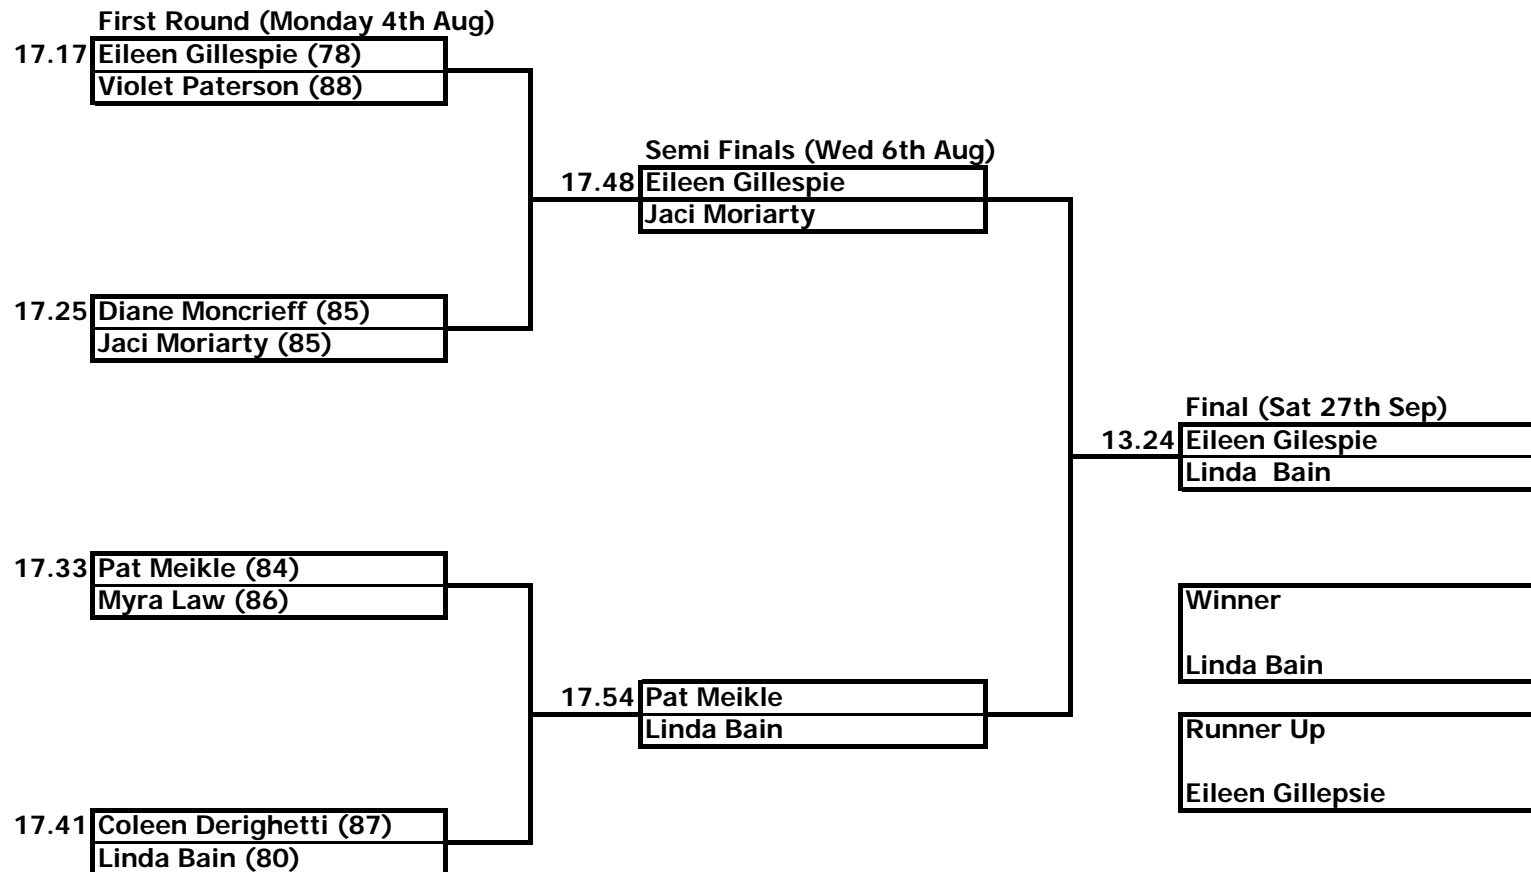 First Round (Monday 4th Aug)
17.17 Eileen Gillespie (78)
Violet Paterson (88)
Semi Finals (Wed 6th Aug)
17.48 Eileen Gillespie
Jaci Moriarty
17.25 Diane Moncrieff (85)
Jaci Moriarty (85)
Final (Sat 27th Sep)
13.24 Eileen Gilespie
Linda  Bain
17.33 Pat Meikle (84)
Myra Law (86)
Winner
Linda Bain
17.54 Pat Meikle
Linda Bain
Runner Up
Eileen Gillepsie
17.41 Coleen Derighetti (87)
Linda Bain (80)